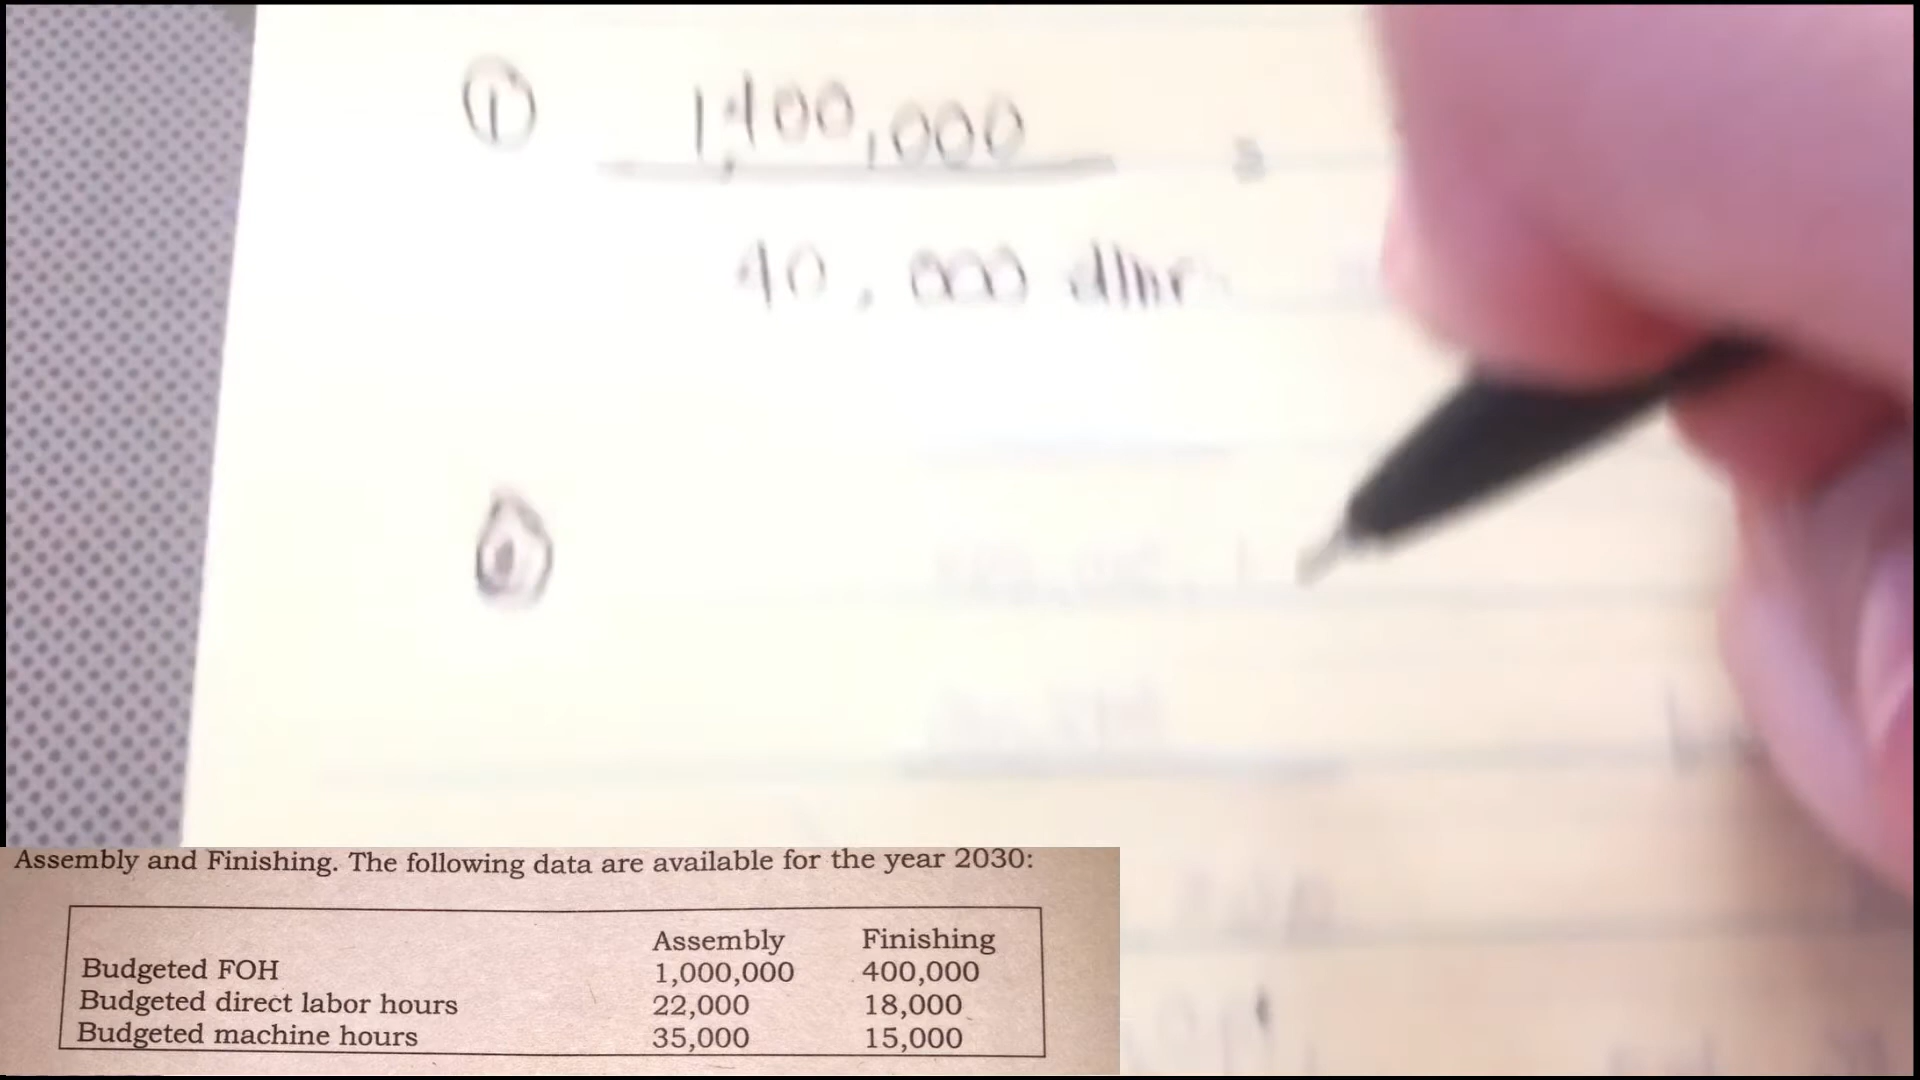 ① 1,400,000 =
40,000 dlhr
Assembly and Finishing. The following data are available for the year 2030:
Assembly Finishing
Budgeted FOH 1,000,000 400,000
Budgeted direct labor hours 22,000 18,000
Budgeted machine hours 35,000 15,000